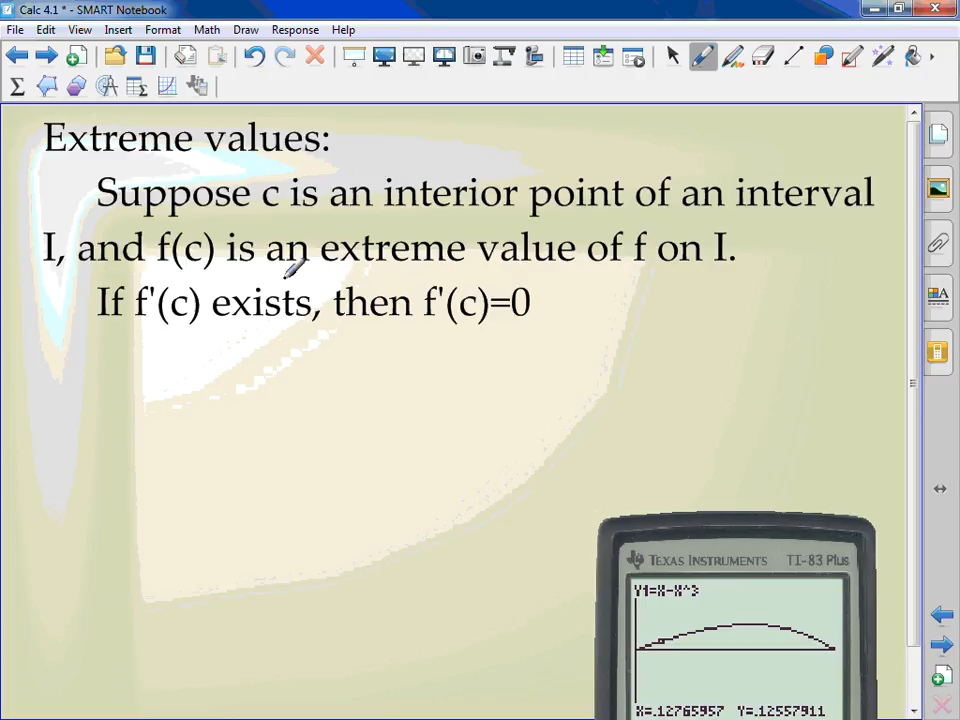 Calc 4.1 * - SMART Notebook
File Edit View Insert Format Math Draw Response Help
Extreme values:
Suppose c is an interior point of an interval
I, and f(c) is an extreme value of f on I.
If f'(c) exists, then f'(c)=0
TEXAS INSTRUMENTS TI-83 Plus
Y1=X-X^3
X=.12765957 Y=.12557911